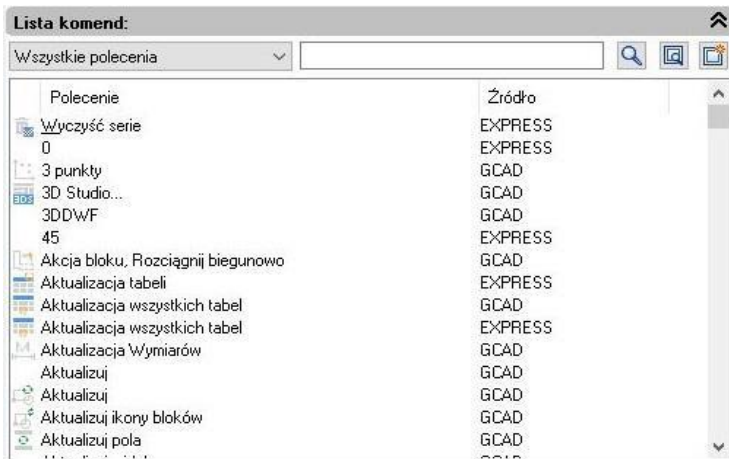 Lista komend:
Wszystkie polecenia
Polecenie Źródło
Wyczyść serie EXPRESS
0 EXPRESS
3 punkty GCAD
3D Studio... GCAD
3DDWF GCAD
45 EXPRESS
Akcja bloku, Rozciągnij biegunowo GCAD
Aktualizacja tabeli EXPRESS
Aktualizacja wszystkich tabel GCAD
Aktualizacja wszystkich tabel EXPRESS
Aktualizacja Wymiarów GCAD
Aktualizuj GCAD
Aktualizuj GCAD
Aktualizuj ikony bloków GCAD
Aktualizuj pola GCAD